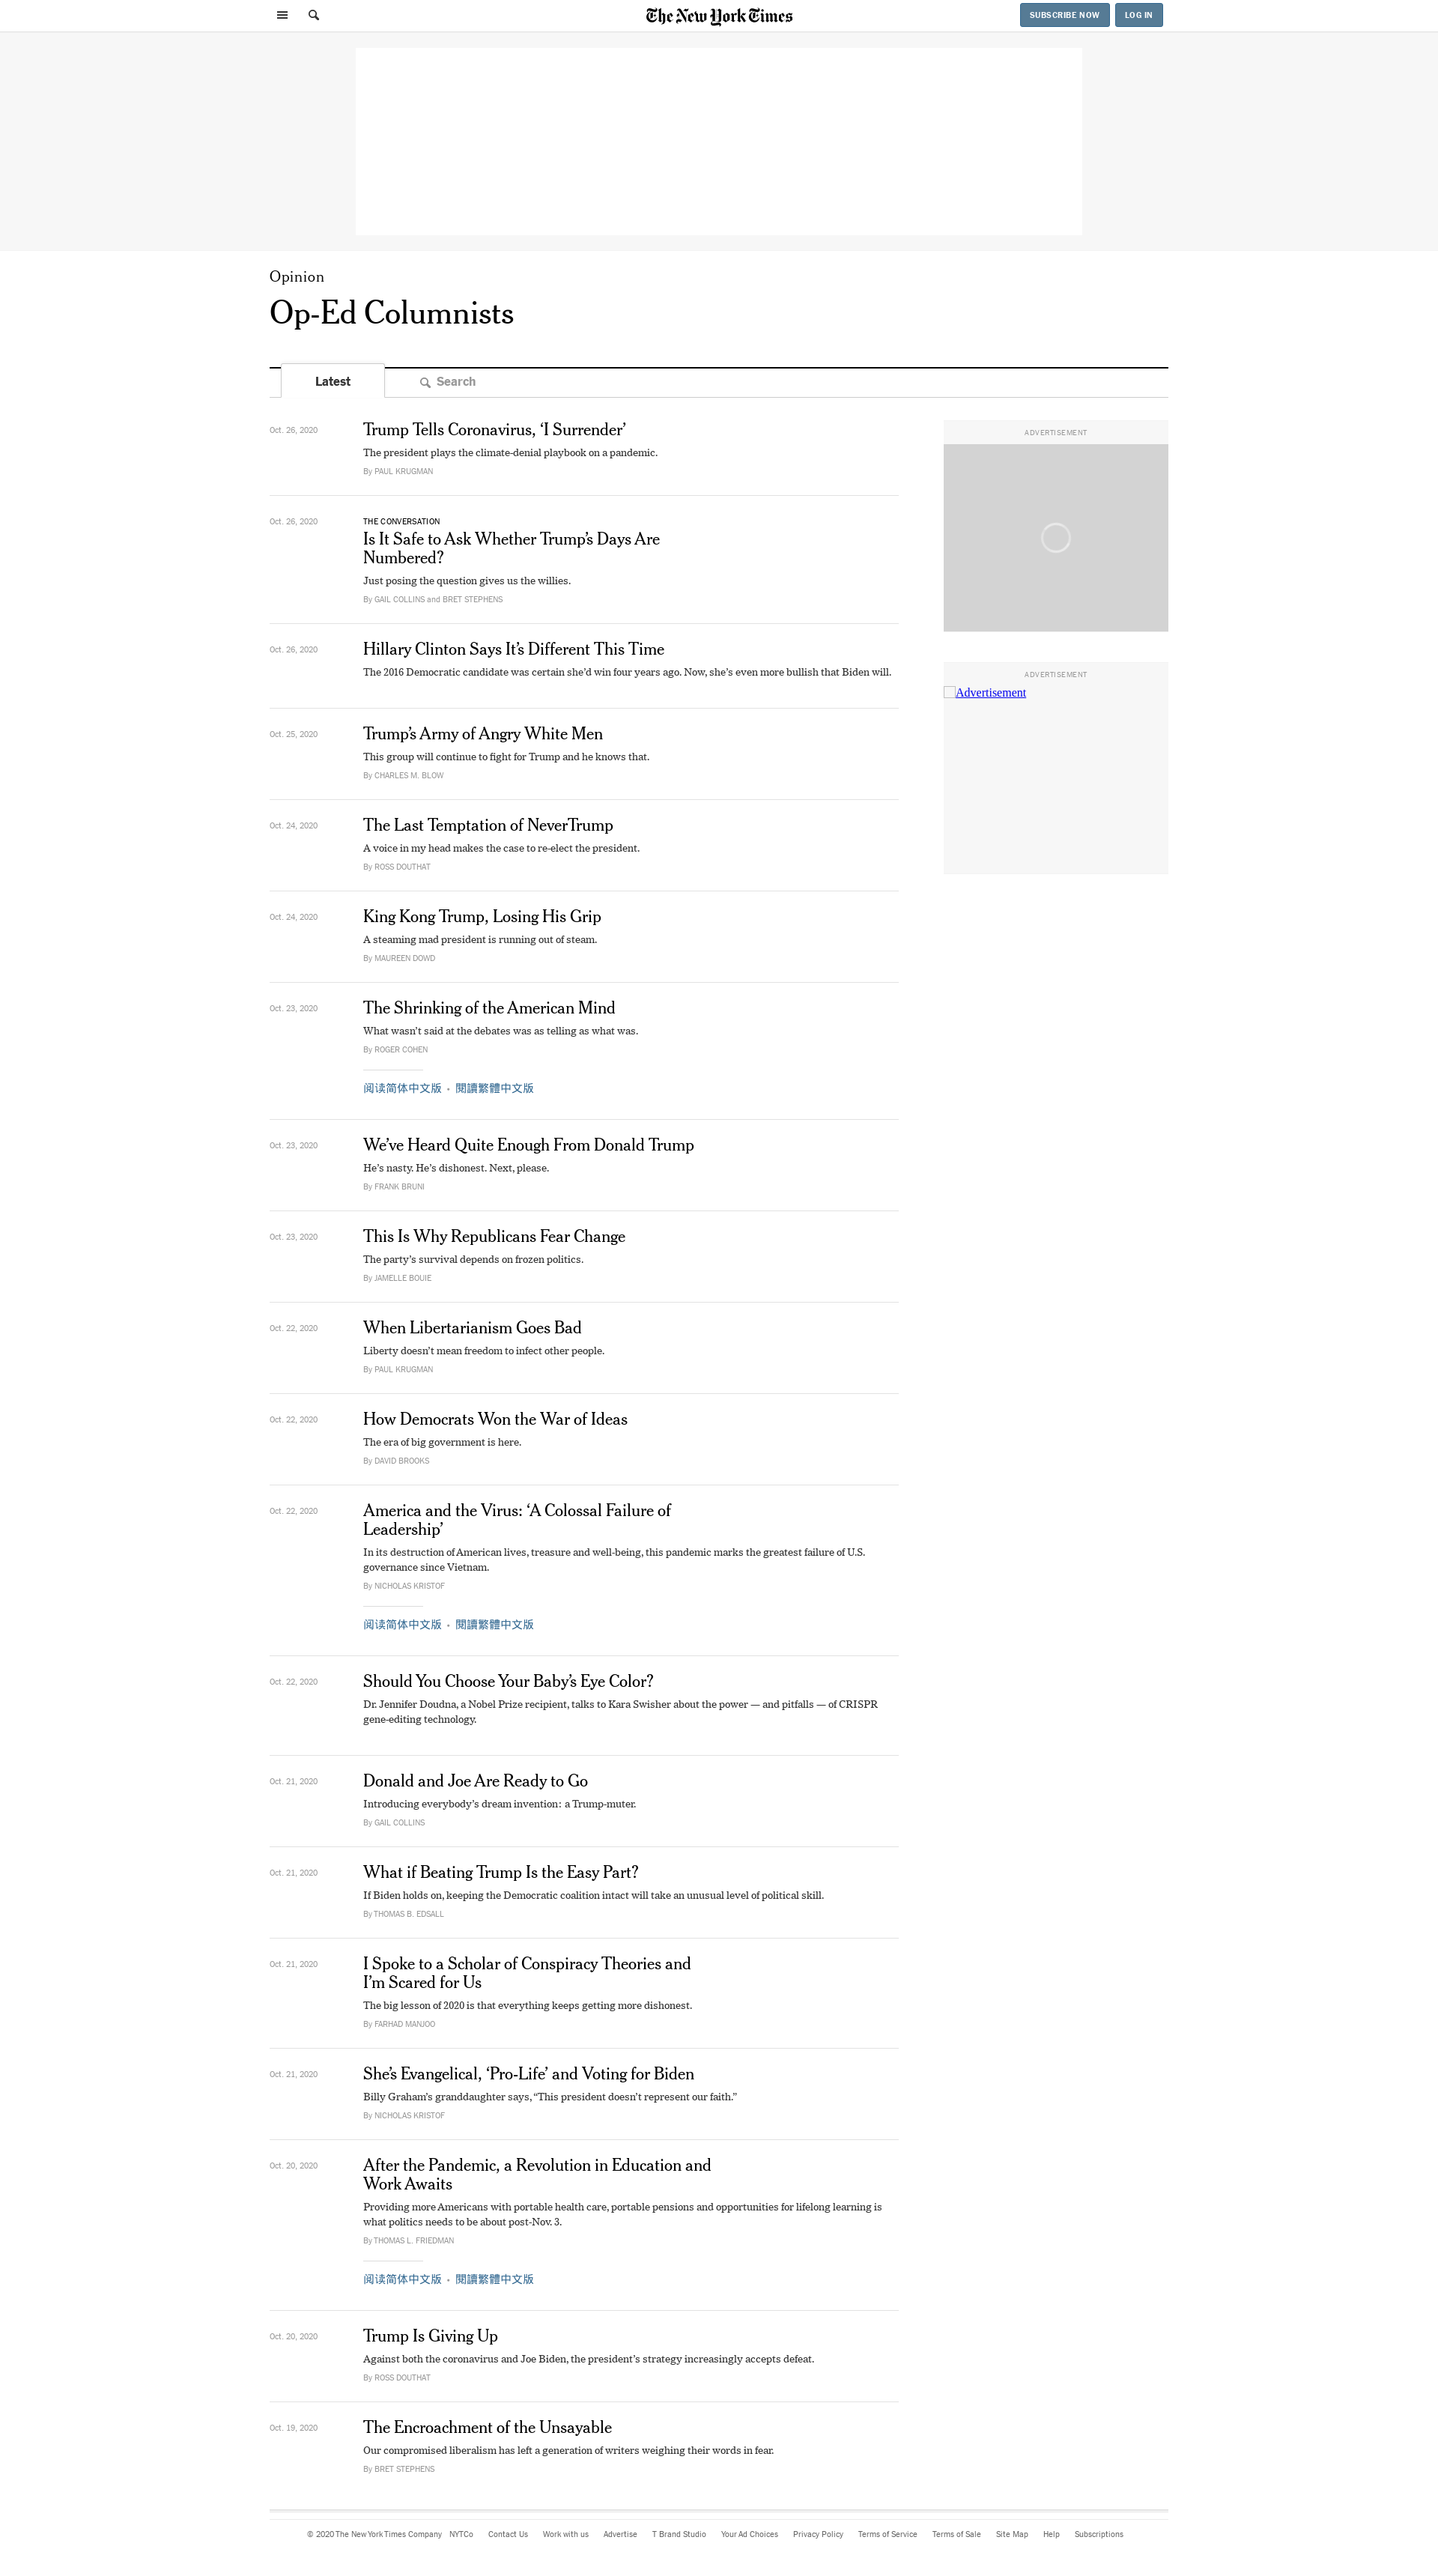 The New York Times
SUBSCRIBE NOW
LOG IN
Opinion
Op-Ed Columnists
Latest
Search
Oct. 26, 2020
Trump Tells Coronavirus, ‘I Surrender’
The president plays the climate-denial playbook on a pandemic.
By PAUL KRUGMAN
ADVERTISEMENT
Oct. 26, 2020
THE CONVERSATION
Is It Safe to Ask Whether Trump’s Days Are
Numbered?
Just posing the question gives us the willies.
By GAIL COLLINS and BRET STEPHENS
Oct. 26, 2020
Hillary Clinton Says It’s Different This Time
The 2016 Democratic candidate was certain she’d win four years ago. Now, she’s even more bullish that Biden will.
ADVERTISEMENT
Advertisement
Oct. 25, 2020
Trump’s Army of Angry White Men
This group will continue to fight for Trump and he knows that.
By CHARLES M. BLOW
Oct. 24, 2020
The Last Temptation of NeverTrump
A voice in my head makes the case to re-elect the president.
By ROSS DOUTHAT
Oct. 24, 2020
King Kong Trump, Losing His Grip
A steaming mad president is running out of steam.
By MAUREEN DOWD
Oct. 23, 2020
The Shrinking of the American Mind
What wasn’t said at the debates was as telling as what was.
By ROGER COHEN
阅读简体中文版 • 閱讀繁體中文版
Oct. 23, 2020
We’ve Heard Quite Enough From Donald Trump
He’s nasty. He’s dishonest. Next, please.
By FRANK BRUNI
Oct. 23, 2020
This Is Why Republicans Fear Change
The party’s survival depends on frozen politics.
By JAMELLE BOUIE
Oct. 22, 2020
When Libertarianism Goes Bad
Liberty doesn’t mean freedom to infect other people.
By PAUL KRUGMAN
Oct. 22, 2020
How Democrats Won the War of Ideas
The era of big government is here.
By DAVID BROOKS
Oct. 22, 2020
America and the Virus: ‘A Colossal Failure of
Leadership’
In its destruction of American lives, treasure and well-being, this pandemic marks the greatest failure of U.S.
governance since Vietnam.
By NICHOLAS KRISTOF
阅读简体中文版 • 閱讀繁體中文版
Oct. 22, 2020
Should You Choose Your Baby’s Eye Color?
Dr. Jennifer Doudna, a Nobel Prize recipient, talks to Kara Swisher about the power — and pitfalls — of CRISPR
gene-editing technology.
Oct. 21, 2020
Donald and Joe Are Ready to Go
Introducing everybody’s dream invention: a Trump-muter.
By GAIL COLLINS
Oct. 21, 2020
What if Beating Trump Is the Easy Part?
If Biden holds on, keeping the Democratic coalition intact will take an unusual level of political skill.
By THOMAS B. EDSALL
Oct. 21, 2020
I Spoke to a Scholar of Conspiracy Theories and
I’m Scared for Us
The big lesson of 2020 is that everything keeps getting more dishonest.
By FARHAD MANJOO
Oct. 21, 2020
She’s Evangelical, ‘Pro-Life’ and Voting for Biden
Billy Graham’s granddaughter says, “This president doesn’t represent our faith.”
By NICHOLAS KRISTOF
Oct. 20, 2020
After the Pandemic, a Revolution in Education and
Work Awaits
Providing more Americans with portable health care, portable pensions and opportunities for lifelong learning is
what politics needs to be about post-Nov. 3.
By THOMAS L. FRIEDMAN
阅读简体中文版 • 閱讀繁體中文版
Oct. 20, 2020
Trump Is Giving Up
Against both the coronavirus and Joe Biden, the president’s strategy increasingly accepts defeat.
By ROSS DOUTHAT
Oct. 19, 2020
The Encroachment of the Unsayable
Our compromised liberalism has left a generation of writers weighing their words in fear.
By BRET STEPHENS
© 2020 The New York Times Company NYTCo Contact Us Work with us Advertise T Brand Studio Your Ad Choices Privacy Policy Terms of Service Terms of Sale Site Map Help Subscriptions